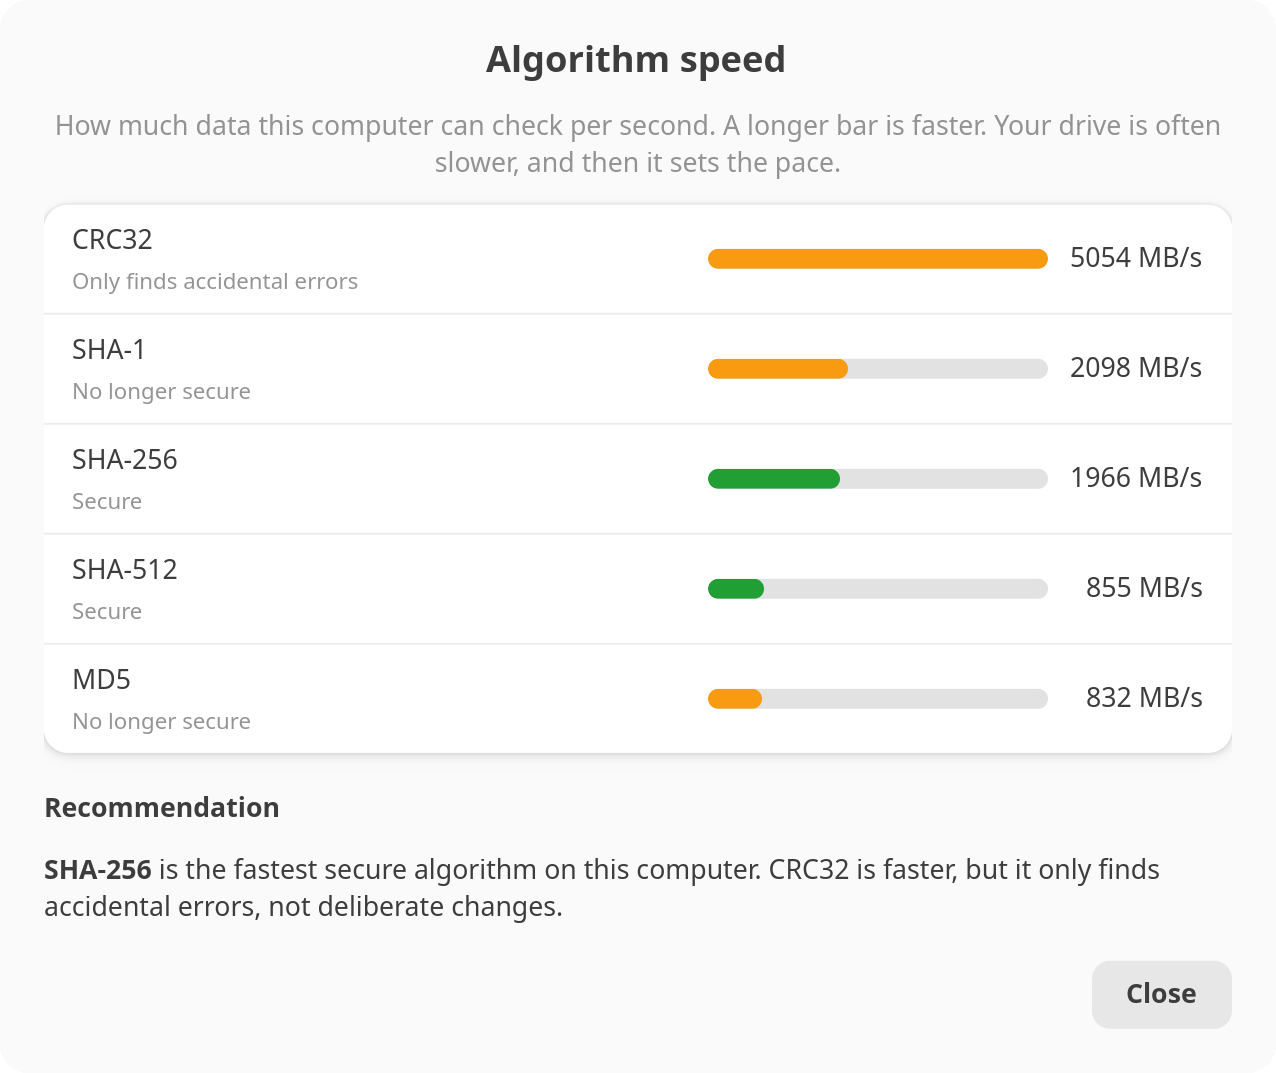 Algorithm speed
How much data this computer can check per second. A longer bar is faster. Your drive is often
slower, and then it sets the pace.
CRC32
Only finds accidental errors
5054 MB/s
SHA-1
No longer secure
2098 MB/s
SHA-256
Secure
1966 MB/s
SHA-512
Secure
855 MB/s
MD5
No longer secure
832 MB/s
Recommendation
SHA-256 is the fastest secure algorithm on this computer. CRC32 is faster, but it only finds
accidental errors, not deliberate changes.
Close